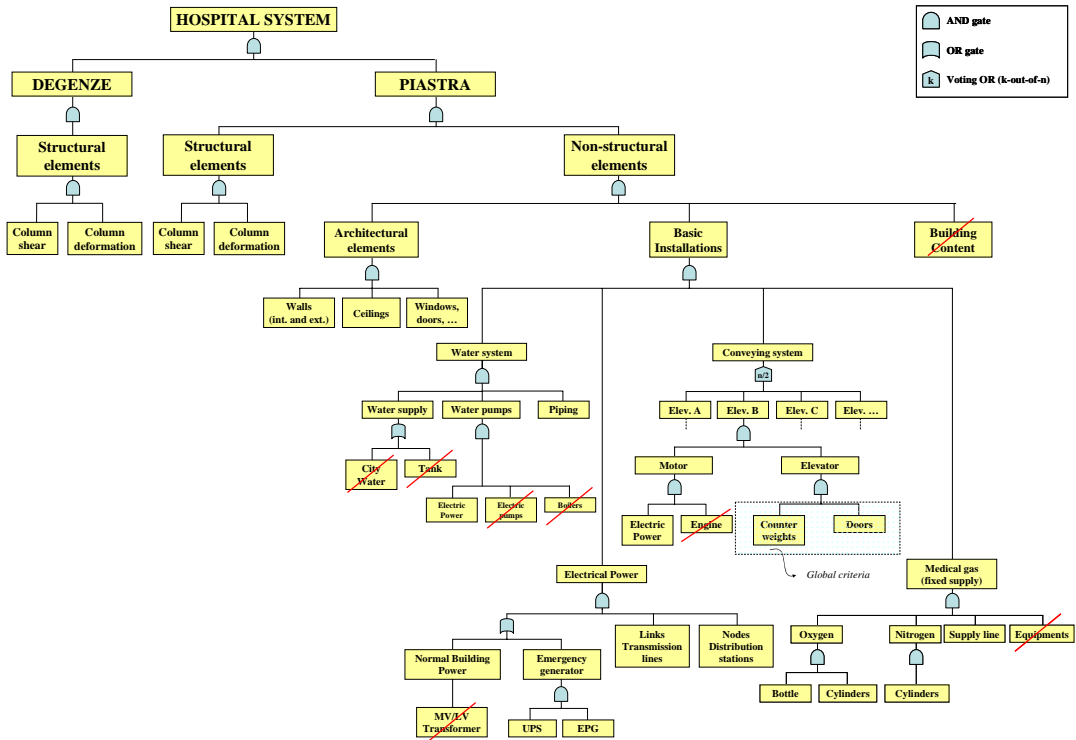 HOSPITAL SYSTEM
AND gate
OR gate
k
Voting OR (k-out-of-n)
DEGENZE
PIASTRA
Structural
elements
Structural
elements
Non-structural
elements
Column
shear
Column
deformation
Column
shear
Column
deformation
Architectural
elements
Basic
Installations
Building
Content
Walls
(int. and ext.)
Ceilings
Windows,
doors, …
Water system
Conveying system
n/2
Water supply
Water pumps
Piping
Elev. A
Elev. B
Elev. C
Elev. …
City
Water
Tank
Motor
Elevator
Electric
Power
Electric
pumps
Boilers
Electric
Power
Engine
Counter
weights
Doors
Global criteria
Electrical Power
Medical gas
(fixed supply)
Links
Transmission
lines
Nodes
Distribution
stations
Oxygen
Nitrogen
Supply line
Equipments
Normal Building
Power
Emergency
generator
Bottle
Cylinders
Cylinders
MV/LV
Transformer
UPS
EPG